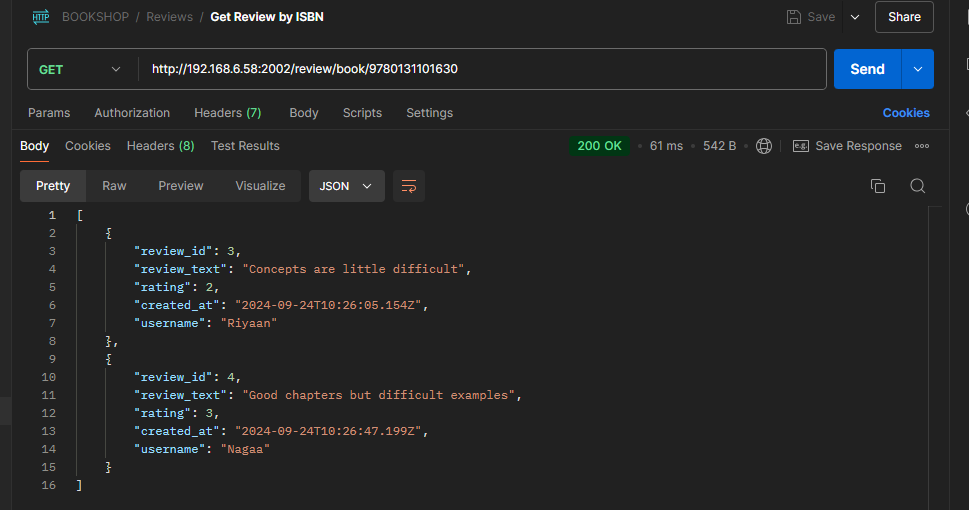 HTTP BOOKSHOP / Reviews / Get Review by ISBN Save Share
GET http://192.168.6.58:2002/review/book/9780131101630 Send
Params Authorization Headers (7) Body Scripts Settings Cookies
Body Cookies Headers (8) Test Results 200 OK 61 ms 542 B e.g. Save Response
Pretty Raw Preview Visualize JSON
1 [
2 {
3 "review_id": 3,
4 "review_text": "Concepts are little difficult",
5 "rating": 2,
6 "created_at": "2024-09-24T10:26:05.154Z",
7 "username": "Riyaan"
8 },
9 {
10 "review_id": 4,
11 "review_text": "Good chapters but difficult examples",
12 "rating": 3,
13 "created_at": "2024-09-24T10:26:47.199Z",
14 "username": "Nagaa"
15 }
16 ]